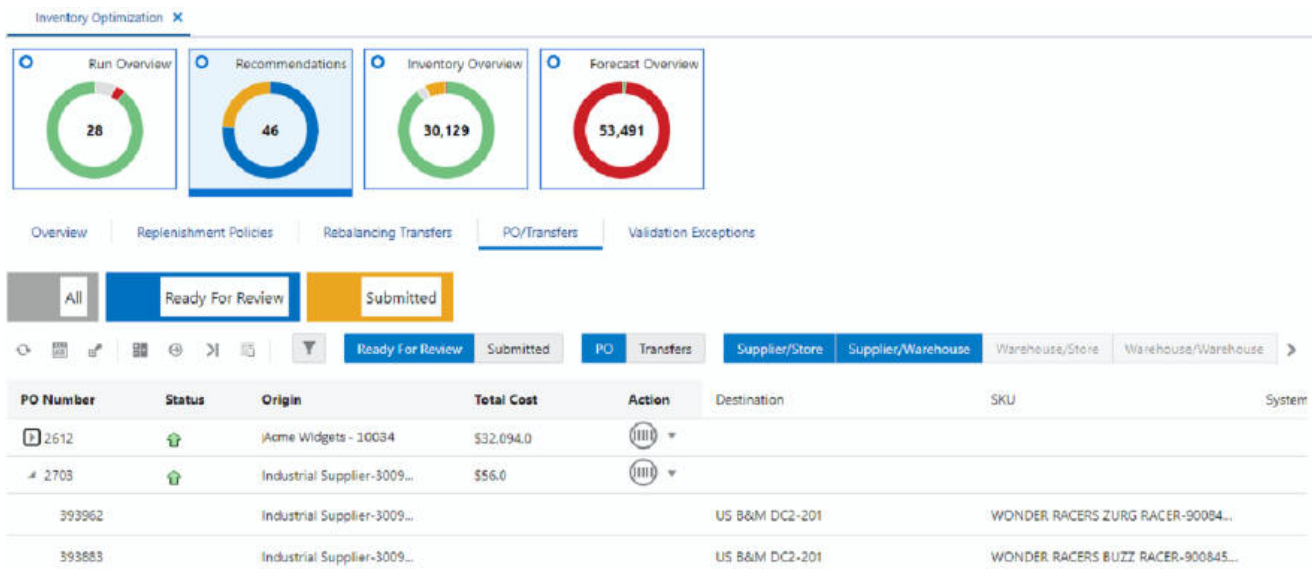 Inventory Optimization X
Run Overview Recommendations Inventory Overview Forecast Overview
28 46 30,129 53,491
Overview Replenishment Policies Rebalancing Transfers PO/Transfers Validation Exceptions
All Ready For Review Submitted
Ready For Review Submitted PO Transfers Supplier/Store Supplier/Warehouse Warehouse/Store Warehouse/Warehouse
PO Number Status Origin Total Cost Action Destination SKU System
2612 Acme Widgets - 10034 $32,094.0
2703 Industrial Supplier-3009... $56.0
393962 Industrial Supplier-3009... US B&M DC2-201 WONDER RACERS ZURG RACER-90084...
393883 Industrial Supplier-3009... US B&M DC2-201 WONDER RACERS BUZZ RACER-900845...